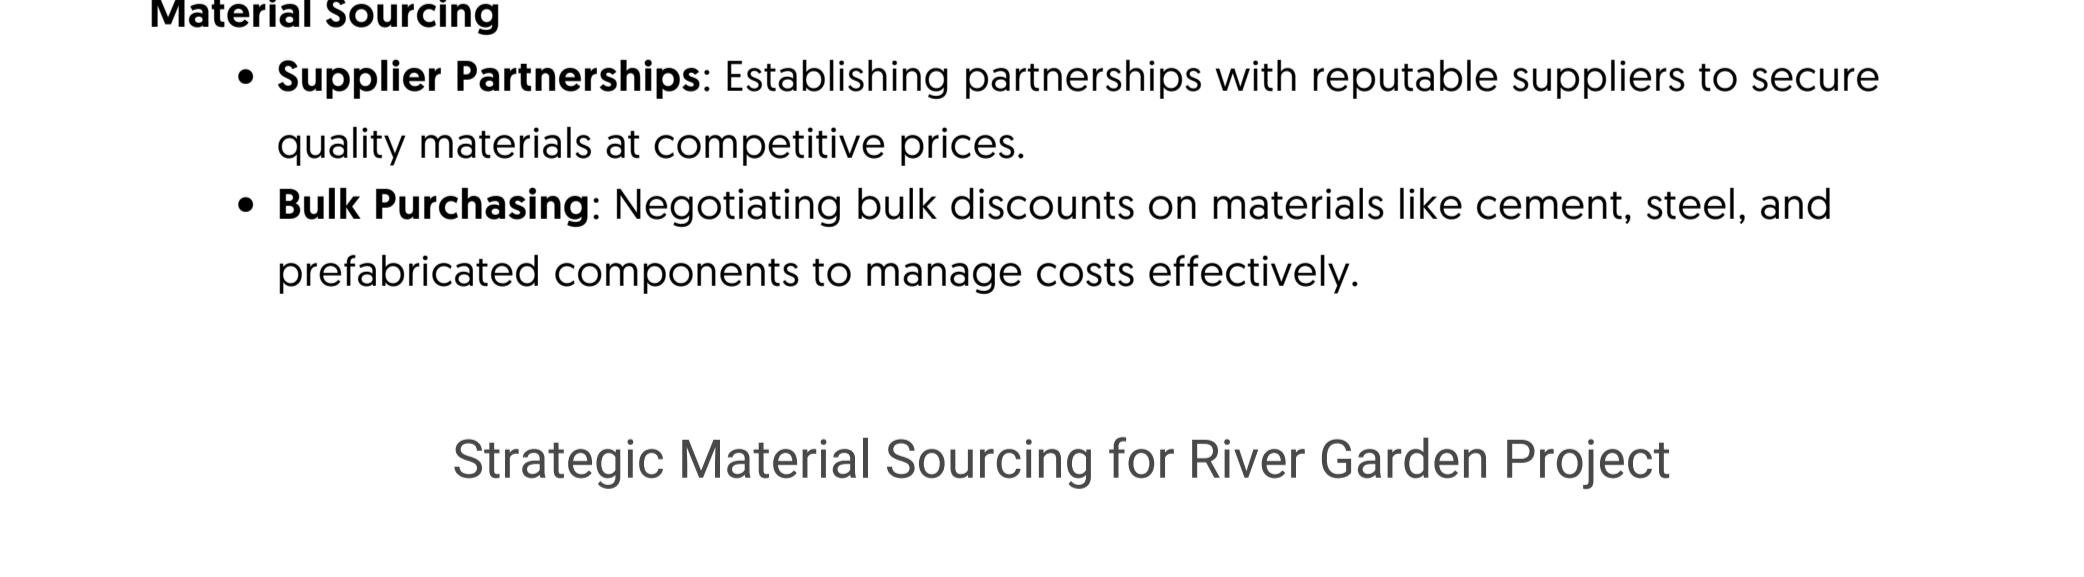 Material Sourcing
• Supplier Partnerships: Establishing partnerships with reputable suppliers to secure
quality materials at competitive prices.
• Bulk Purchasing: Negotiating bulk discounts on materials like cement, steel, and
prefabricated components to manage costs effectively.
Strategic Material Sourcing for River Garden Project